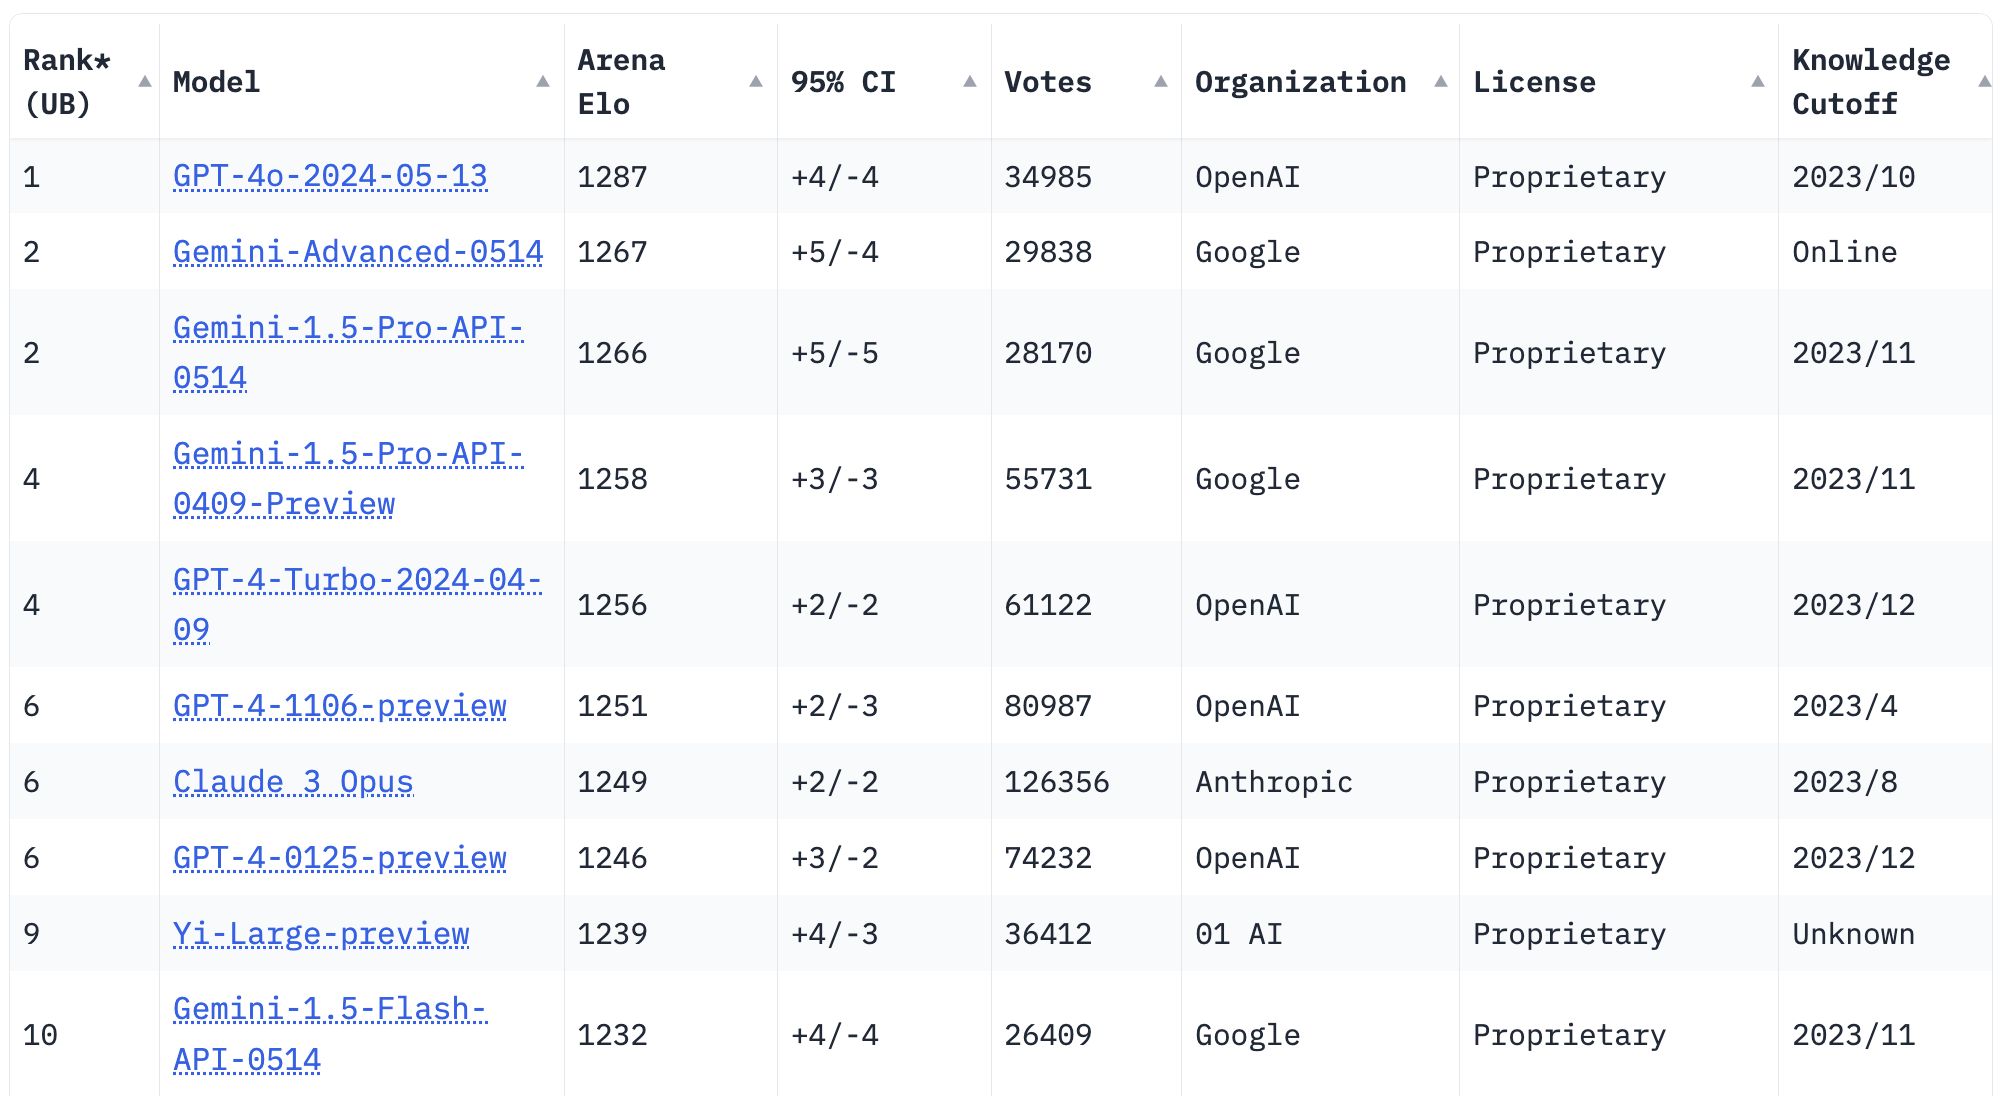 Rank* (UB) Model Arena Elo 95% CI Votes Organization License Knowledge Cutoff
1 GPT-4o-2024-05-13 1287 +4/-4 34985 OpenAI Proprietary 2023/10
2 Gemini-Advanced-0514 1267 +5/-4 29838 Google Proprietary Online
2 Gemini-1.5-Pro-API-0514 1266 +5/-5 28170 Google Proprietary 2023/11
4 Gemini-1.5-Pro-API-0409-Preview 1258 +3/-3 55731 Google Proprietary 2023/11
4 GPT-4-Turbo-2024-04-09 1256 +2/-2 61122 OpenAI Proprietary 2023/12
6 GPT-4-1106-preview 1251 +2/-3 80987 OpenAI Proprietary 2023/4
6 Claude 3 Opus 1249 +2/-2 126356 Anthropic Proprietary 2023/8
6 GPT-4-0125-preview 1246 +3/-2 74232 OpenAI Proprietary 2023/12
9 Yi-Large-preview 1239 +4/-3 36412 01 AI Proprietary Unknown
10 Gemini-1.5-Flash-API-0514 1232 +4/-4 26409 Google Proprietary 2023/11